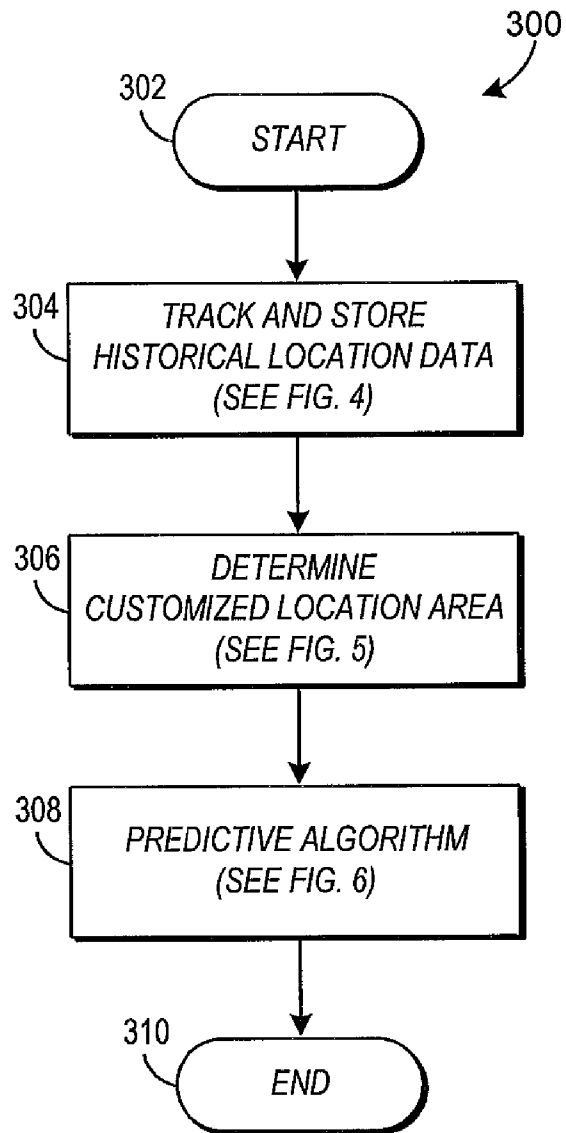 300
302
START
304
TRACK AND STORE
HISTORICAL LOCATION DATA
(SEE FIG. 4)
306
DETERMINE
CUSTOMIZED LOCATION AREA
(SEE FIG. 5)
308
PREDICTIVE ALGORITHM
(SEE FIG. 6)
310
END